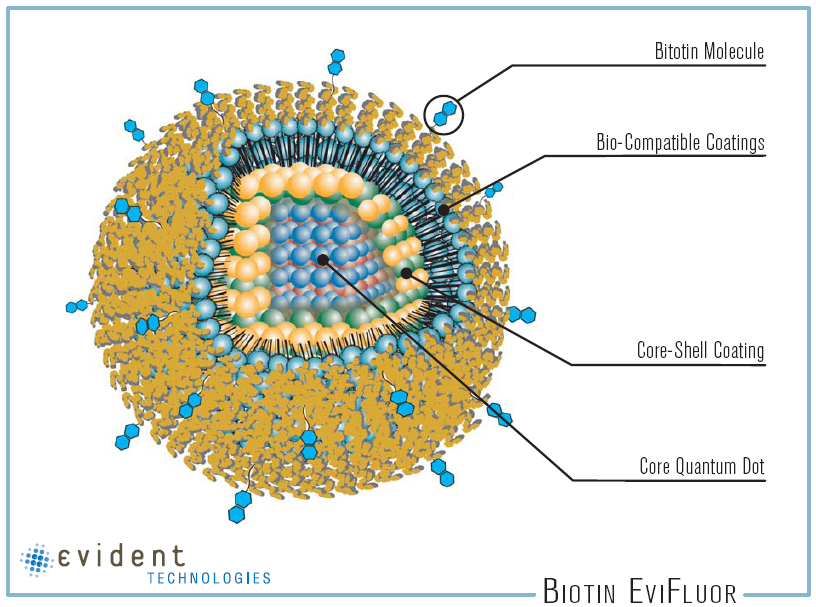 Bitotin Molecule
Bio-Compatible Coatings
Core-Shell Coating
Core Quantum Dot
evident
TECHNOLOGIES
BIOTIN EVIFLUOR